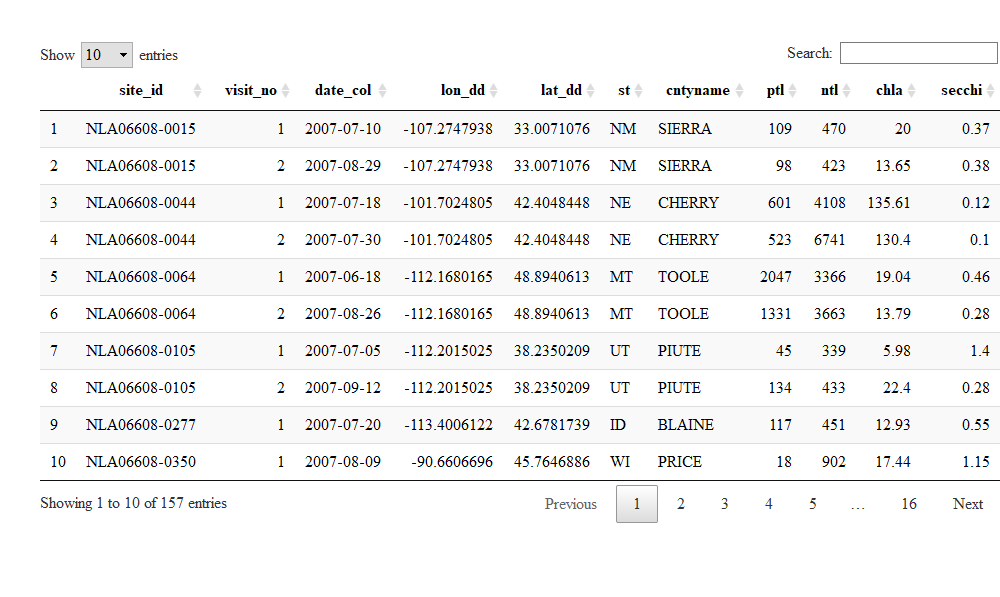 Show 10 entries Search:
site_id visit_no date_col lon_dd lat_dd st cntyname ptl ntl chla secchi
1 NLA06608-0015 1 2007-07-10 -107.2747938 33.0071076 NM SIERRA 109 470 20 0.37
2 NLA06608-0015 2 2007-08-29 -107.2747938 33.0071076 NM SIERRA 98 423 13.65 0.38
3 NLA06608-0044 1 2007-07-18 -101.7024805 42.4048448 NE CHERRY 601 4108 135.61 0.12
4 NLA06608-0044 2 2007-07-30 -101.7024805 42.4048448 NE CHERRY 523 6741 130.4 0.1
5 NLA06608-0064 1 2007-06-18 -112.1680165 48.8940613 MT TOOLE 2047 3366 19.04 0.46
6 NLA06608-0064 2 2007-08-26 -112.1680165 48.8940613 MT TOOLE 1331 3663 13.79 0.28
7 NLA06608-0105 1 2007-07-05 -112.2015025 38.2350209 UT PIUTE 45 339 5.98 1.4
8 NLA06608-0105 2 2007-09-12 -112.2015025 38.2350209 UT PIUTE 134 433 22.4 0.28
9 NLA06608-0277 1 2007-07-20 -113.4006122 42.6781739 ID BLAINE 117 451 12.93 0.55
10 NLA06608-0350 1 2007-08-09 -90.6606696 45.7646886 WI PRICE 18 902 17.44 1.15
Showing 1 to 10 of 157 entries Previous 1 2 3 4 5 … 16 Next